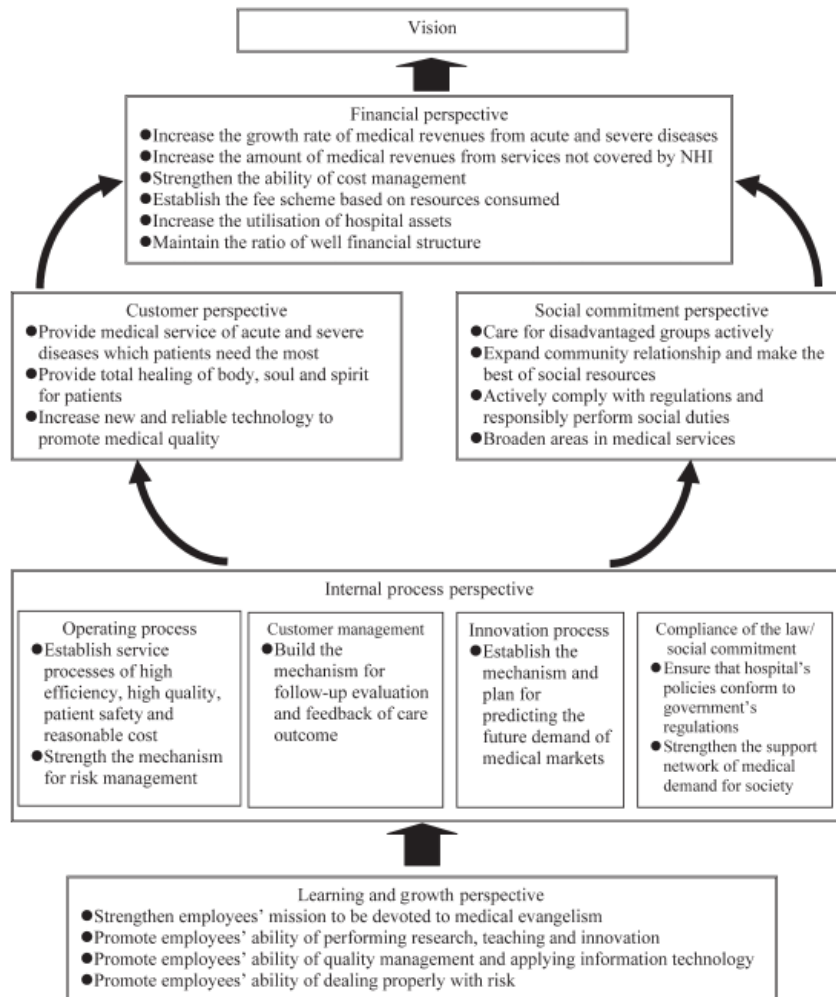 Vision
Financial perspective
●Increase the growth rate of medical revenues from acute and severe diseases
●Increase the amount of medical revenues from services not covered by NHI
●Strengthen the ability of cost management
●Establish the fee scheme based on resources consumed
●Increase the utilisation of hospital assets
●Maintain the ratio of well financial structure
Customer perspective
●Provide medical service of acute and severe
diseases which patients need the most
●Provide total healing of body, soul and spirit
for patients
●Increase new and reliable technology to
promote medical quality
Social commitment perspective
●Care for disadvantaged groups actively
●Expand community relationship and make the
best of social resources
●Actively comply with regulations and
responsibly perform social duties
●Broaden areas in medical services
Internal process perspective
Operating process
●Establish service
processes of high
efficiency, high quality,
patient safety and
reasonable cost
●Strength the mechanism
for risk management
Customer management
●Build the
mechanism for
follow-up evaluation
and feedback of care
outcome
Innovation process
●Establish the
mechanism and
plan for
predicting the
future demand of
medical markets
Compliance of the law/
social commitment
●Ensure that hospital's
policies conform to
government's
regulations
●Strengthen the support
network of medical
demand for society
Learning and growth perspective
●Strengthen employees' mission to be devoted to medical evangelism
●Promote employees' ability of performing research, teaching and innovation
●Promote employees' ability of quality management and applying information technology
●Promote employees' ability of dealing properly with risk